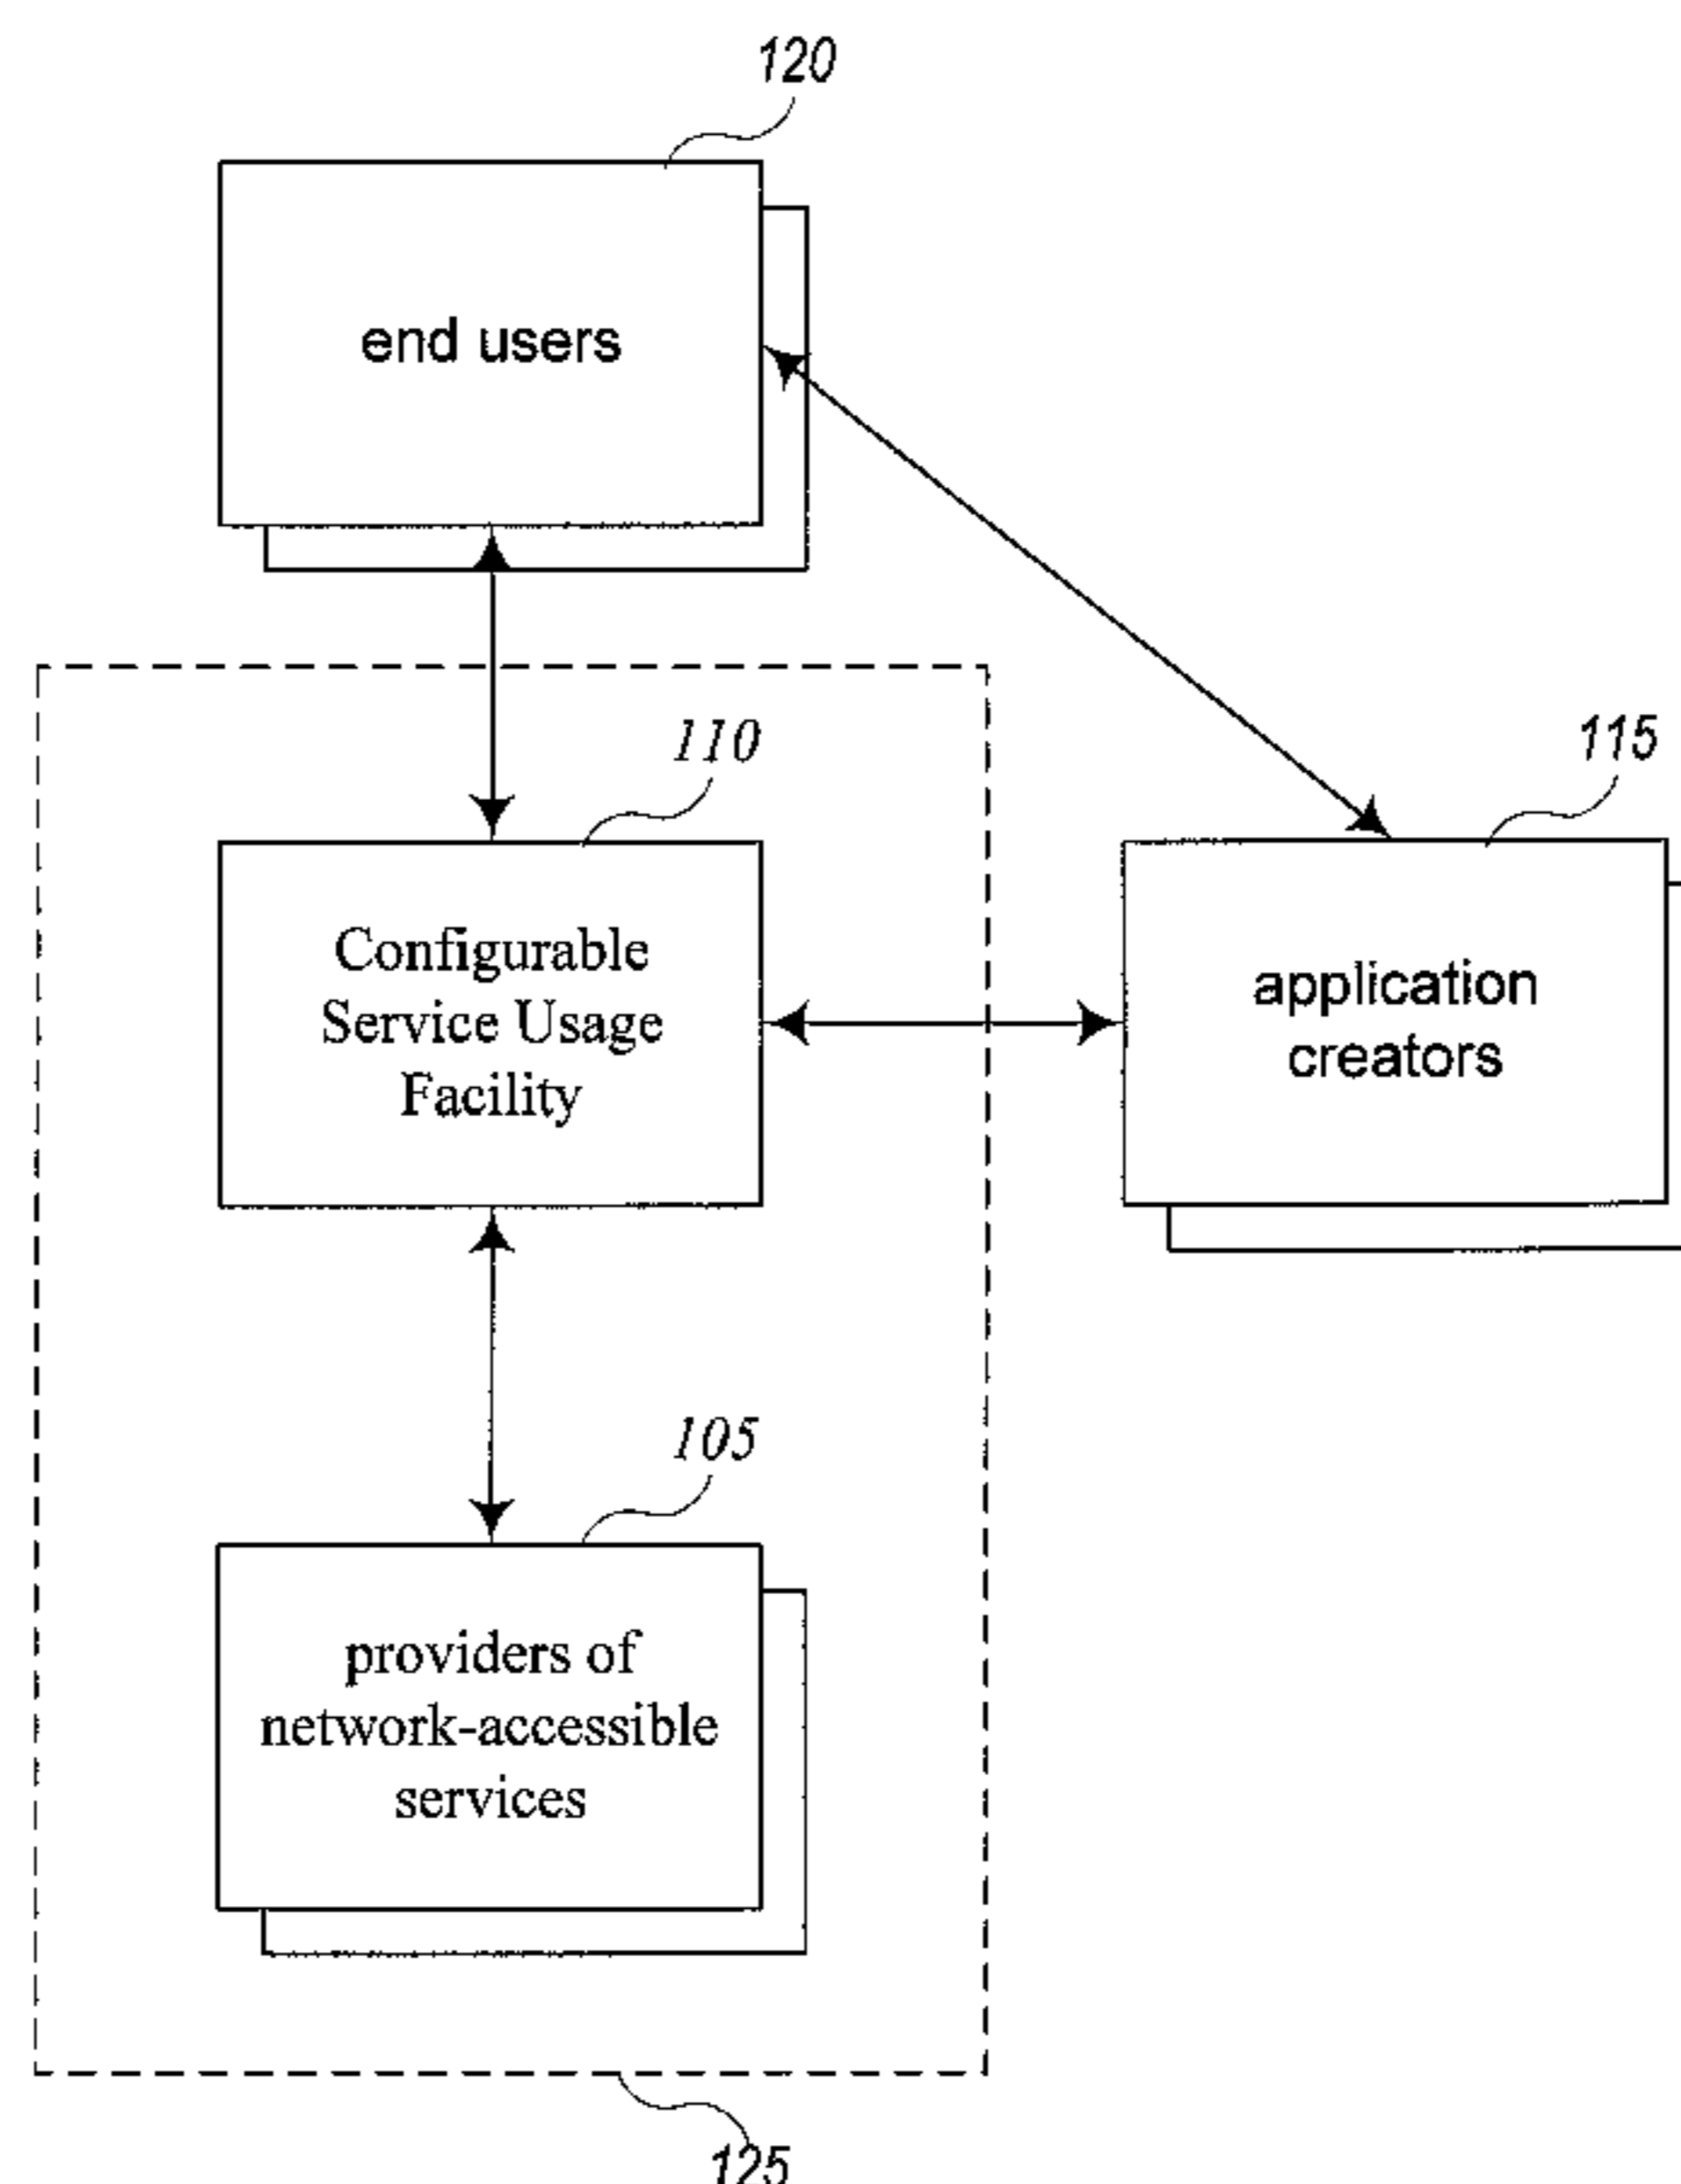 120
end users
110
115
Configurable
Service Usage
Facility
application
creators
105
providers of
network-accessible
services
125